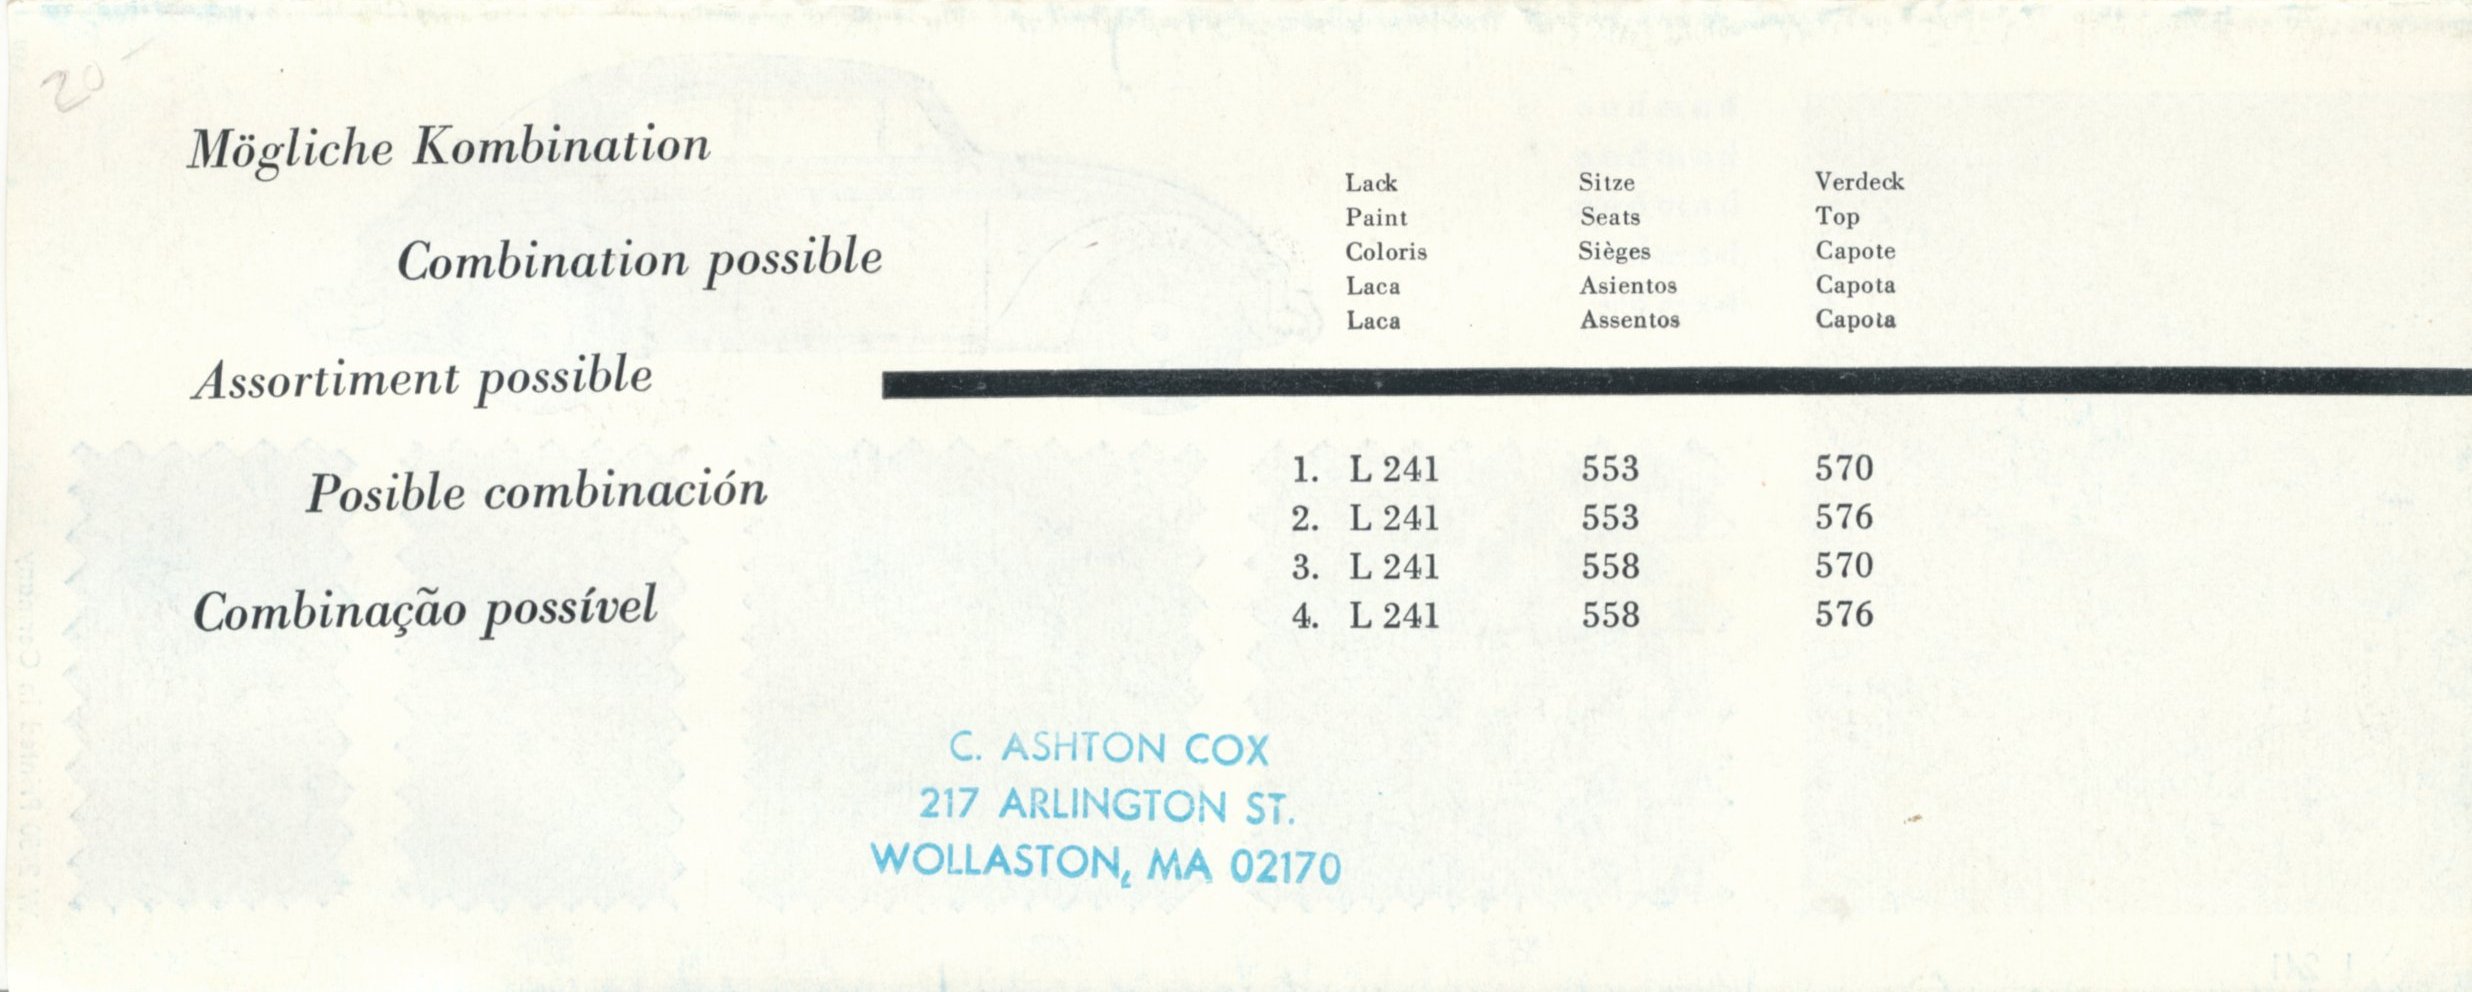 20
Mögliche Kombination
Combination possible
Assortiment possible
Posible combinación
Combinação possível
Lack Sitze Verdeck
Paint Seats Top
Coloris Sièges Capote
Laca Asientos Capota
Laca Assentos Capota
1. L 241 553 570
2. L 241 553 576
3. L 241 558 570
4. L 241 558 576
C. ASHTON COX
217 ARLINGTON ST.
WOLLASTON, MA 02170